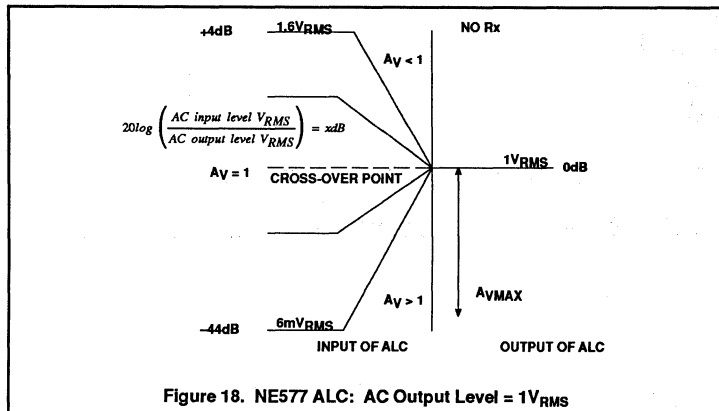 +4dB 1.6VRMS NO Rx
AV < 1
20log (AC input level VRMS / AC output level VRMS) = xdB
1VRMS 0dB
AV = 1 CROSS-OVER POINT
AV > 1 AVMAX
–44dB 6mVRMS
INPUT OF ALC OUTPUT OF ALC
Figure 18. NE577 ALC: AC Output Level = 1VRMS